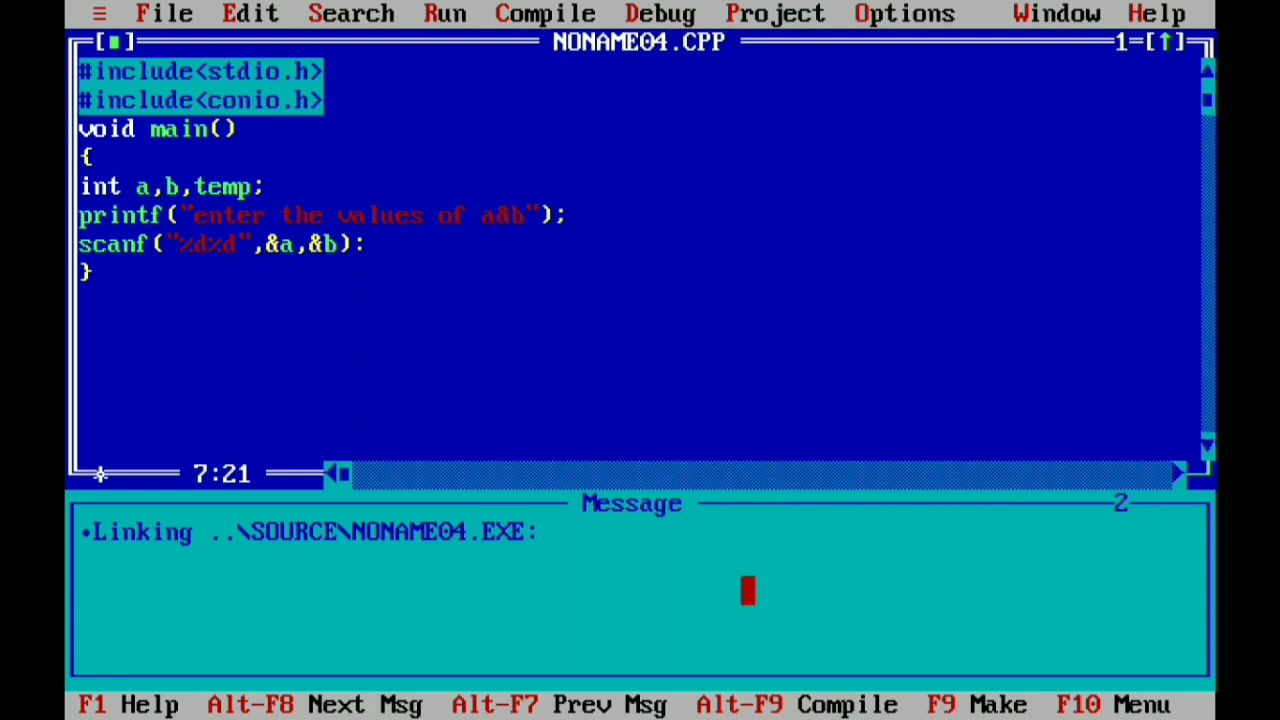 ≡ File Edit Search Run Compile Debug Project Options Window Help
[■] NONAME04.CPP 1=[↑]
#include<stdio.h>
#include<conio.h>
void main()
{
int a,b,temp;
printf("enter the values of a&b");
scanf("%d%d",&a,&b):
}
7:21
Message 2
•Linking ..\SOURCE\NONAME04.EXE:
F1 Help Alt-F8 Next Msg Alt-F7 Prev Msg Alt-F9 Compile F9 Make F10 Menu